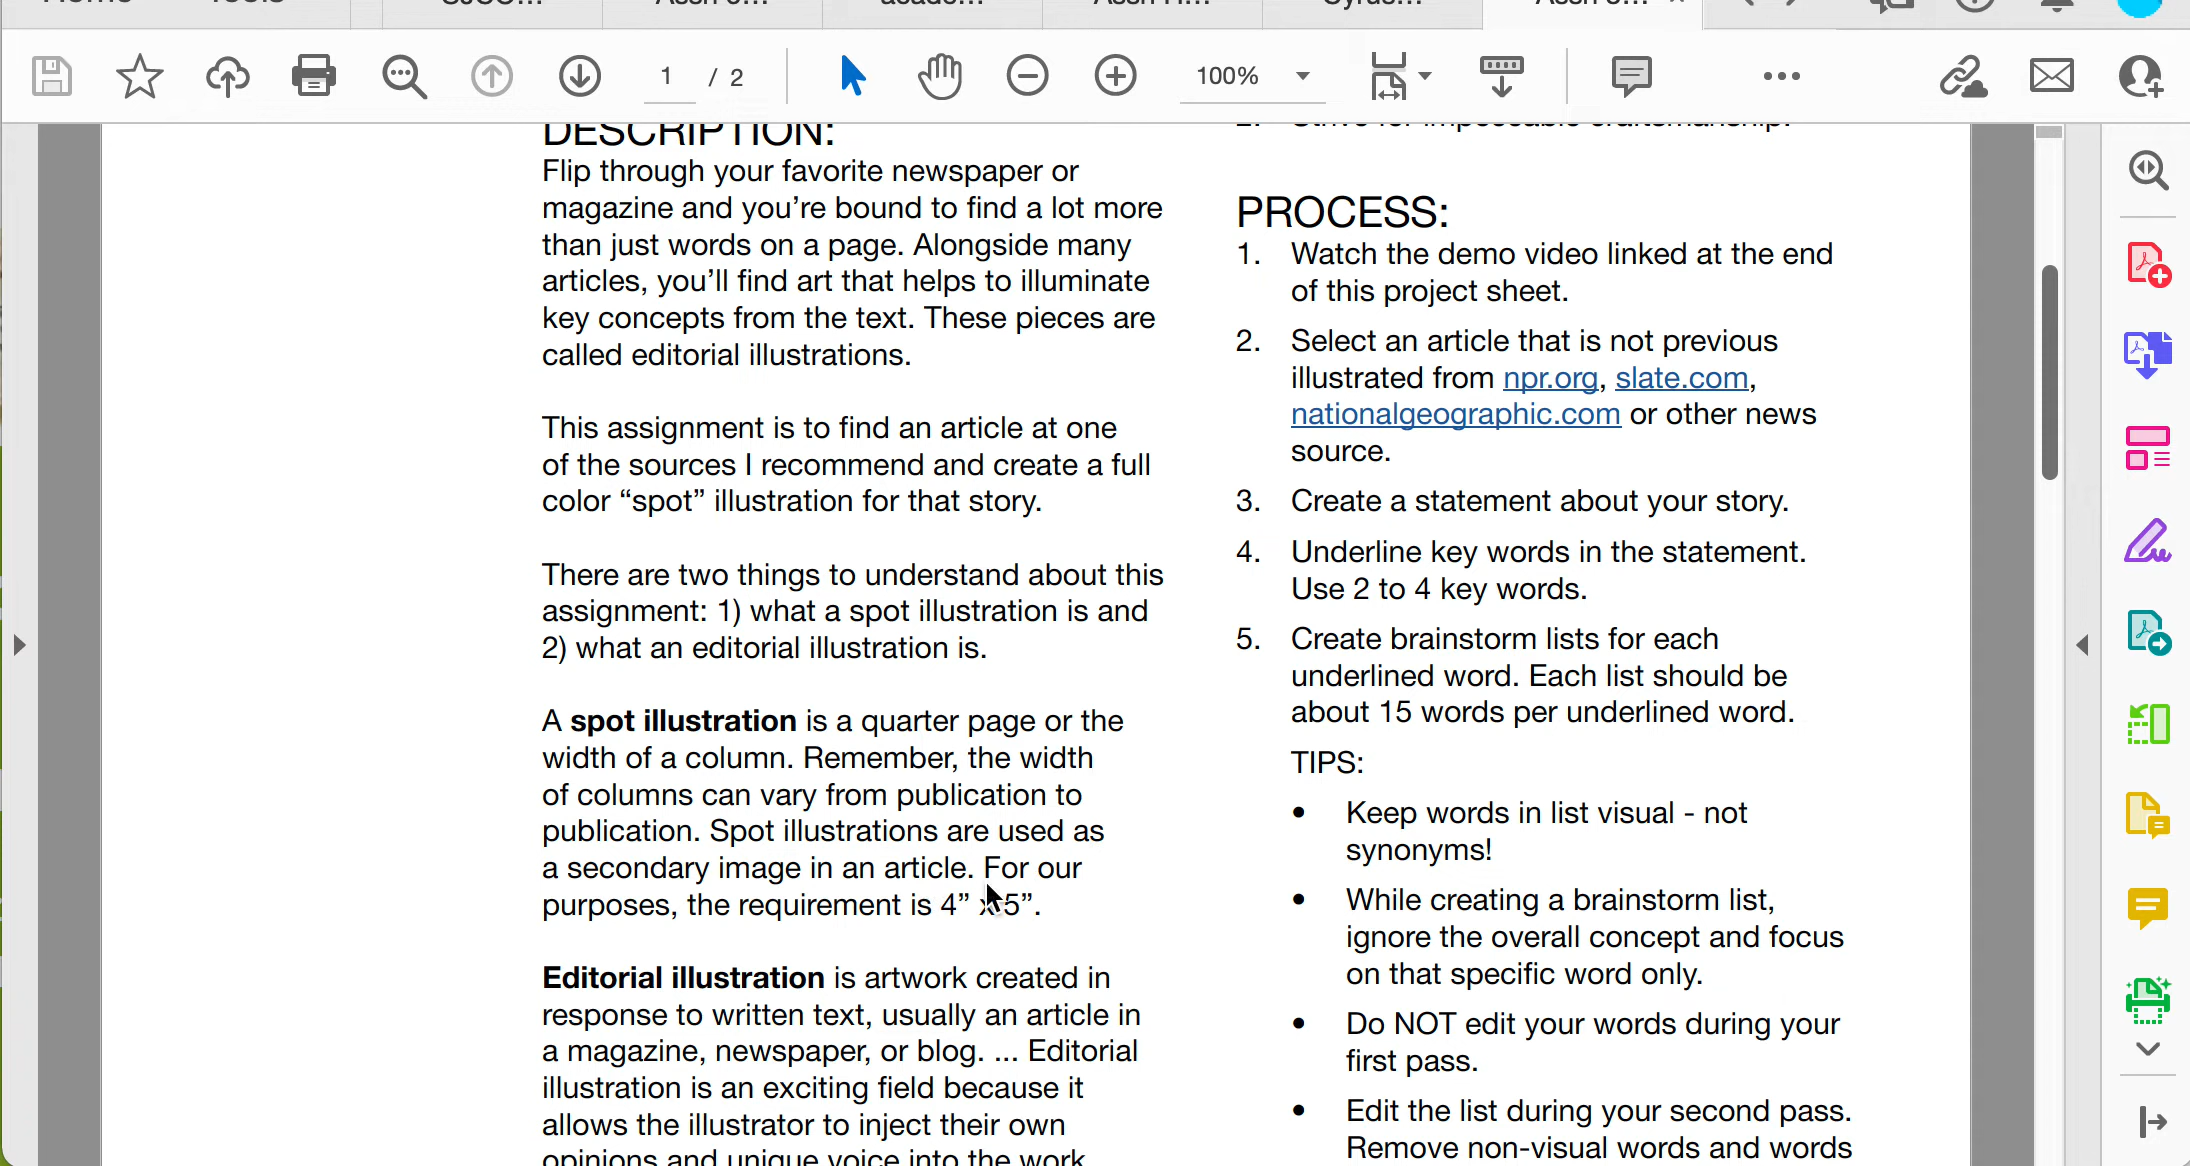 1 / 2
100%
DESCRIPTION:
Flip through your favorite newspaper or
magazine and you're bound to find a lot more
than just words on a page. Alongside many
articles, you'll find art that helps to illuminate
key concepts from the text. These pieces are
called editorial illustrations.
This assignment is to find an article at one
of the sources I recommend and create a full
color “spot” illustration for that story.
There are two things to understand about this
assignment: 1) what a spot illustration is and
2) what an editorial illustration is.
A spot illustration is a quarter page or the
width of a column. Remember, the width
of columns can vary from publication to
publication. Spot illustrations are used as
a secondary image in an article. For our
purposes, the requirement is 4” x 5”.
Editorial illustration is artwork created in
response to written text, usually an article in
a magazine, newspaper, or blog. ... Editorial
illustration is an exciting field because it
allows the illustrator to inject their own
opinions and unique voice into the work
2. Strive for impeccable craftsmanship.
PROCESS:
1. Watch the demo video linked at the end
of this project sheet.
2. Select an article that is not previous
illustrated from npr.org, slate.com,
nationalgeographic.com or other news
source.
3. Create a statement about your story.
4. Underline key words in the statement.
Use 2 to 4 key words.
5. Create brainstorm lists for each
underlined word. Each list should be
about 15 words per underlined word.
TIPS:
• Keep words in list visual - not
synonyms!
• While creating a brainstorm list,
ignore the overall concept and focus
on that specific word only.
• Do NOT edit your words during your
first pass.
• Edit the list during your second pass.
Remove non-visual words and words